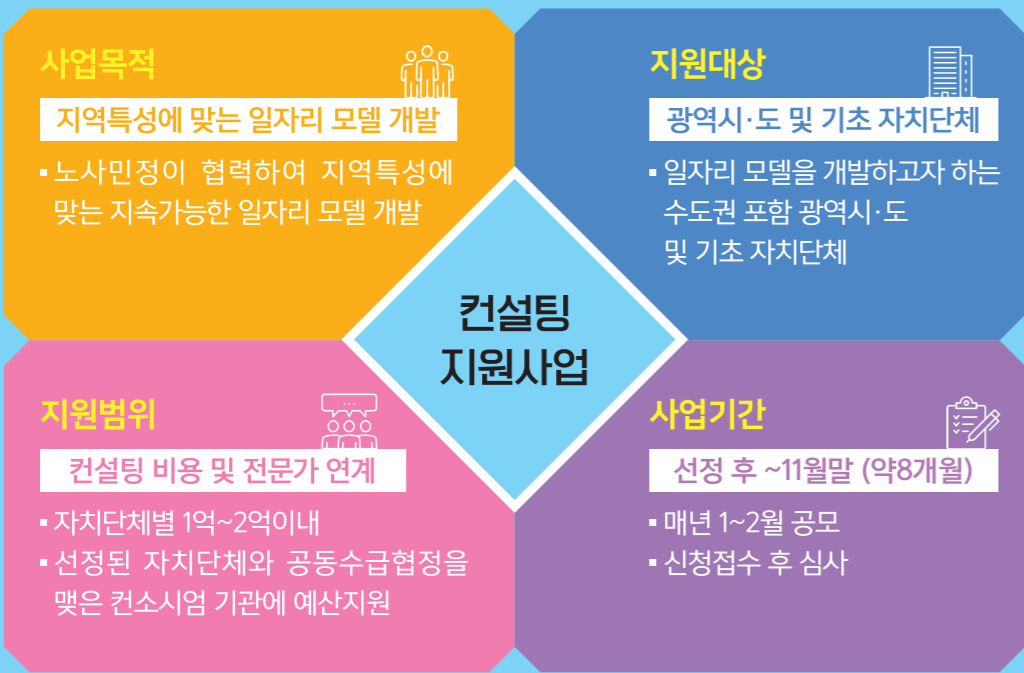 사업목적
지역특성에 맞는 일자리 모델 개발
▪ 노사민정이 협력하여 지역특성에
맞는 지속가능한 일자리 모델 개발
지원대상
광역시·도 및 기초 자치단체
▪ 일자리 모델을 개발하고자 하는
수도권 포함 광역시·도
및 기초 자치단체
컨설팅
지원사업
지원범위
컨설팅 비용 및 전문가 연계
▪ 자치단체별 1억~2억이내
▪ 선정된 자치단체와 공동수급협정을
맺은 컨소시엄 기관에 예산지원
사업기간
선정 후 ~11월말 (약8개월)
▪ 매년 1~2월 공모
▪ 신청접수 후 심사